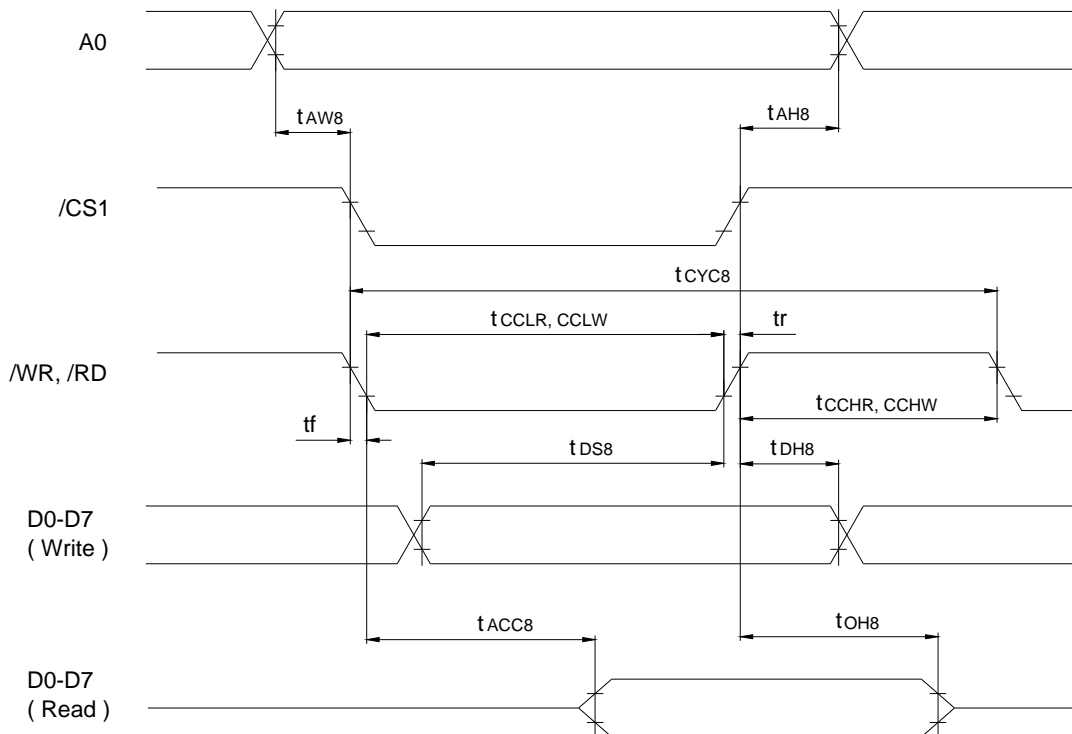 A0
tAW8
tAH8
/CS1
tCYC8
tCCLR, CCLW
tr
/WR, /RD
tCCHR, CCHW
tf
tDS8
tDH8
D0-D7
( Write )
tACC8
tOH8
D0-D7
( Read )